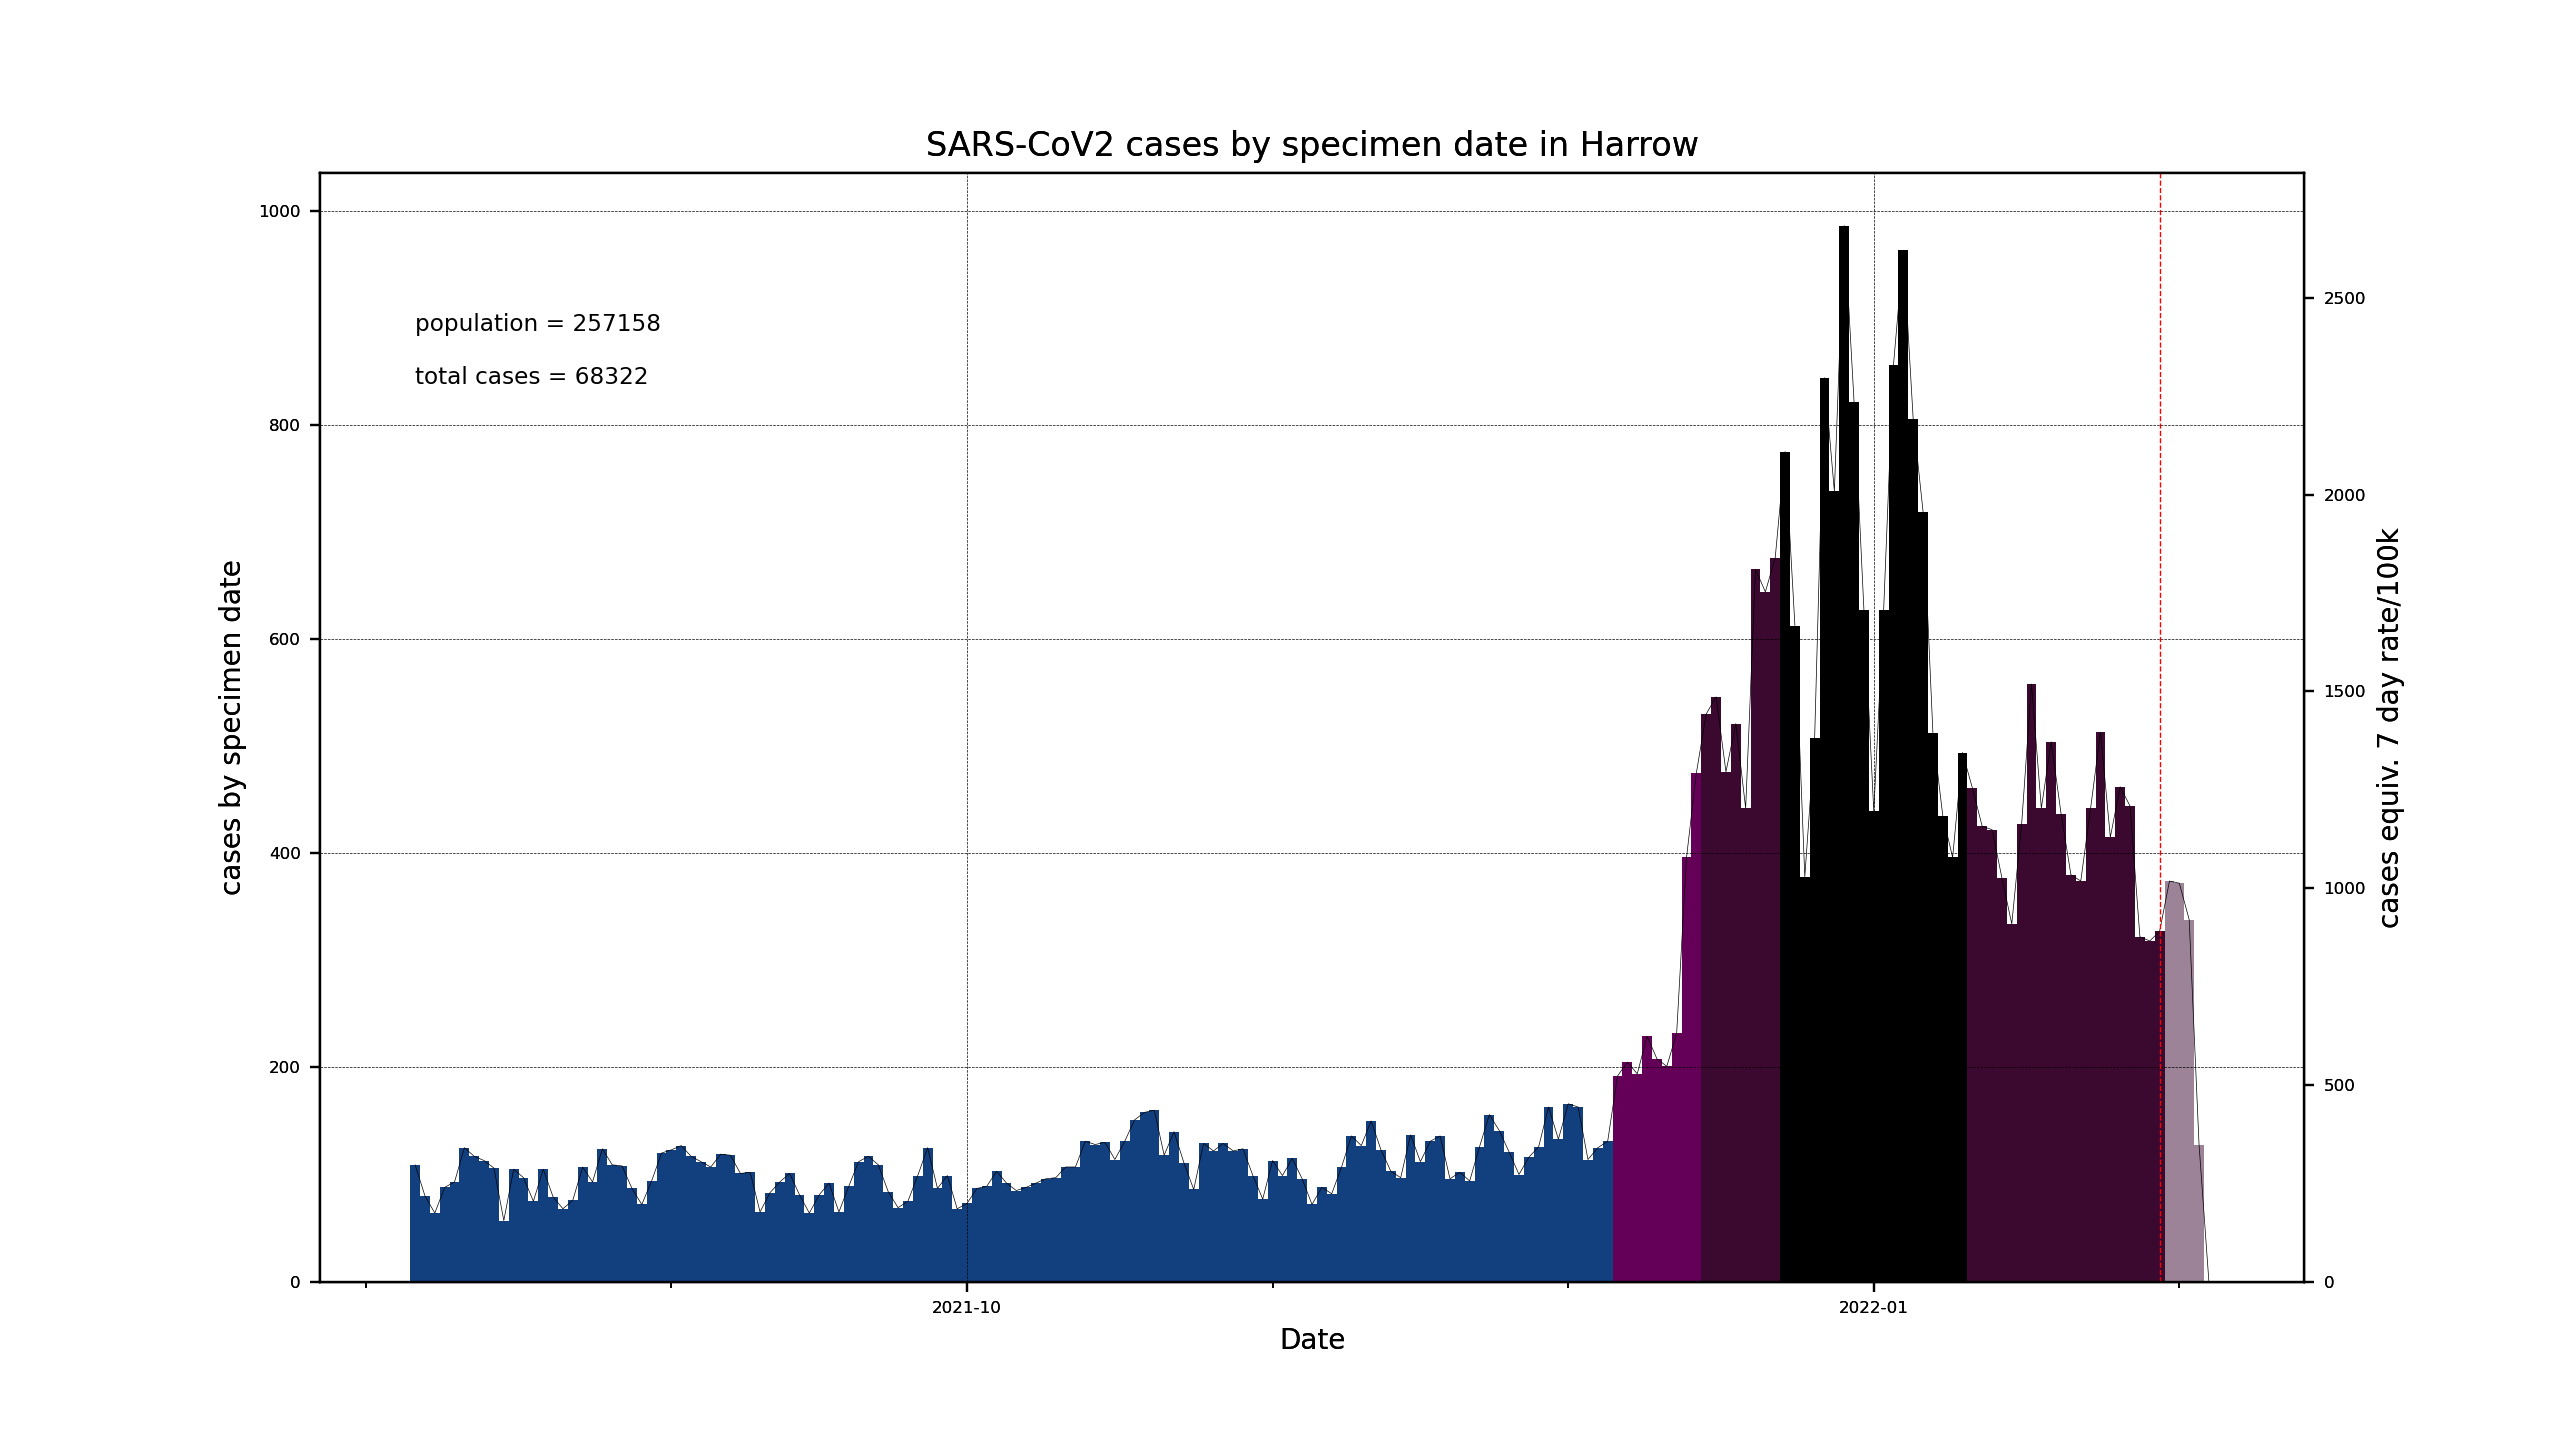 SARS-CoV2 cases by specimen date in Harrow
population = 257158
total cases = 68322
cases by specimen date
1000
800
600
400
200
0
2500
2000
1500
1000
500
0
cases equiv. 7 day rate/100k
2021-10
2022-01
Date